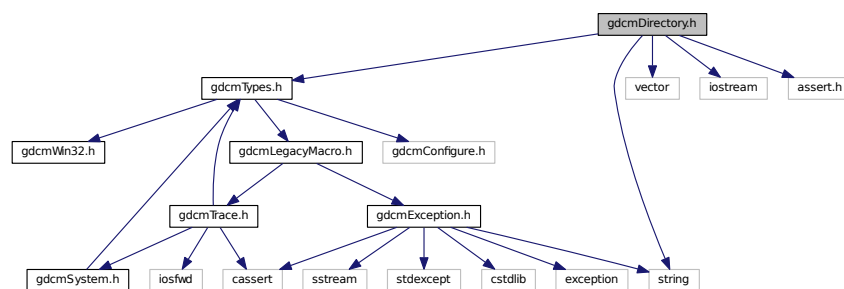 gdcmDirectory.h
gdcmTypes.h
vector
iostream
assert.h
gdcmWin32.h
gdcmLegacyMacro.h
gdcmConfigure.h
gdcmTrace.h
gdcmException.h
gdcmSystem.h
iosfwd
cassert
sstream
stdexcept
cstdlib
exception
string